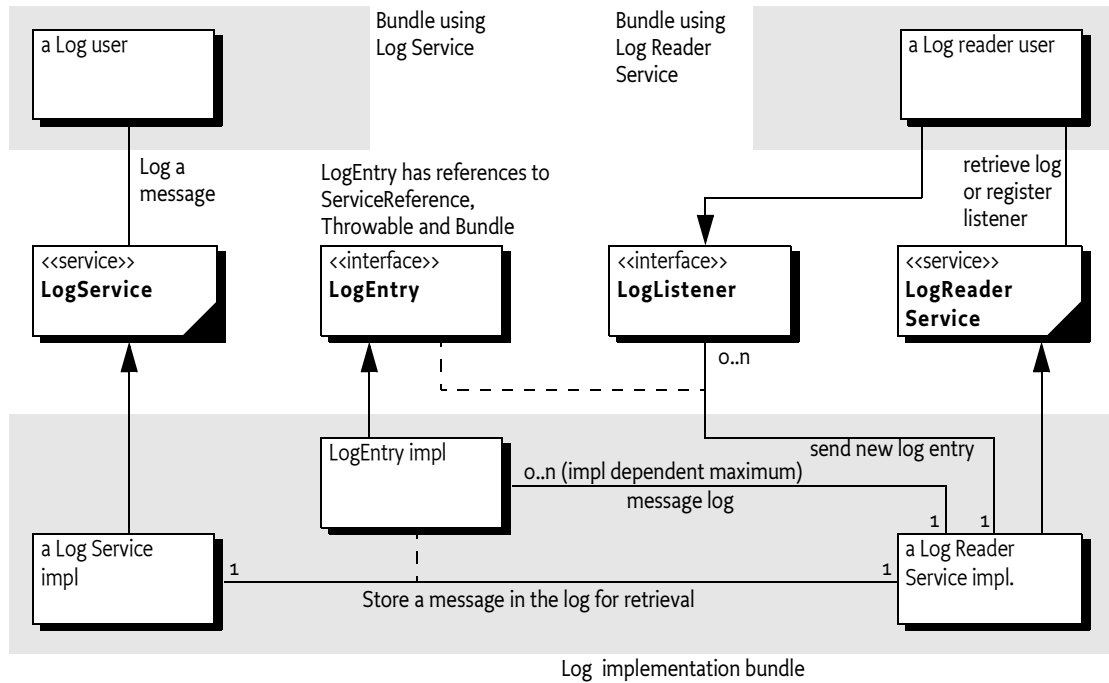 Bundle using
Log Service
Bundle using
Log Reader
Service
a Log user
a Log reader user
Log a
message
LogEntry has references to
ServiceReference,
Throwable and Bundle
retrieve log
or register
listener
<<service>>
LogService
<<interface>>
LogEntry
<<interface>>
LogListener
<<service>>
LogReader
Service
0..n
LogEntry impl
send new log entry
0..n (impl dependent maximum)
message log
1
1
a Log Service
impl
1
1
a Log Reader
Service impl.
Store a message in the log for retrieval
Log implementation bundle